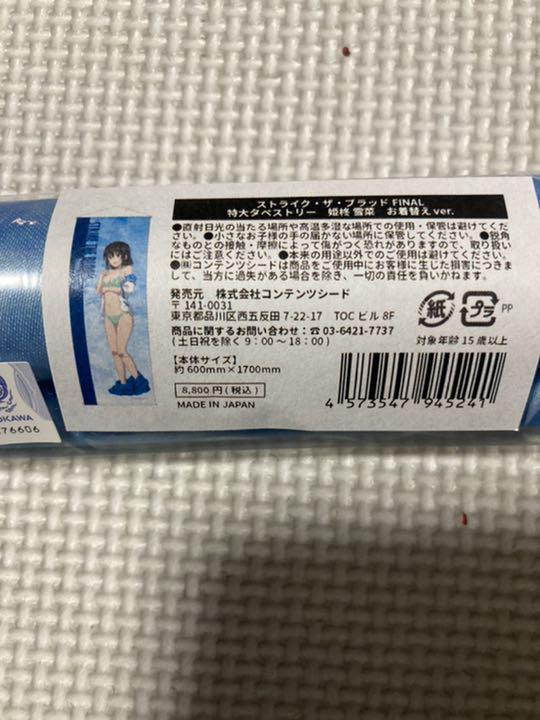 ストライク・ザ・ブラッド FINAL
特大タペストリー 姫柊 雪菜 お着替え ver.
●直射日光の当たる場所や高温多湿な場所での使用・保管は避けてくだ
さい。●小さなお子様の手の届かない場所に保管してください。●鋭角
なものとの接触・摩擦によって傷がつく恐れがありますので、取り扱い
にはご注意ください。●本来の用途以外でのご使用は避けてください。
●㈱コンテンツシードは商品をご使用中にお客様に生じた損害につきま
して、当方に過失がある場合を除き、一切の責任を負いかねます。
発売元 株式会社コンテンツシード
〒141-0031
東京都品川区西五反田 7-22-17 TOC ビル 8F
商品に関するお問い合わせ：☎03-6421-7737
(土日祝を除く 9：00～18：00)
【本体サイズ】
約 600mm×1700mm
8,800円(税込)
MADE IN JAPAN
紙
プラ
PP
対象年齢 15 歳以上
4 573547 945241
OKAWA
76606